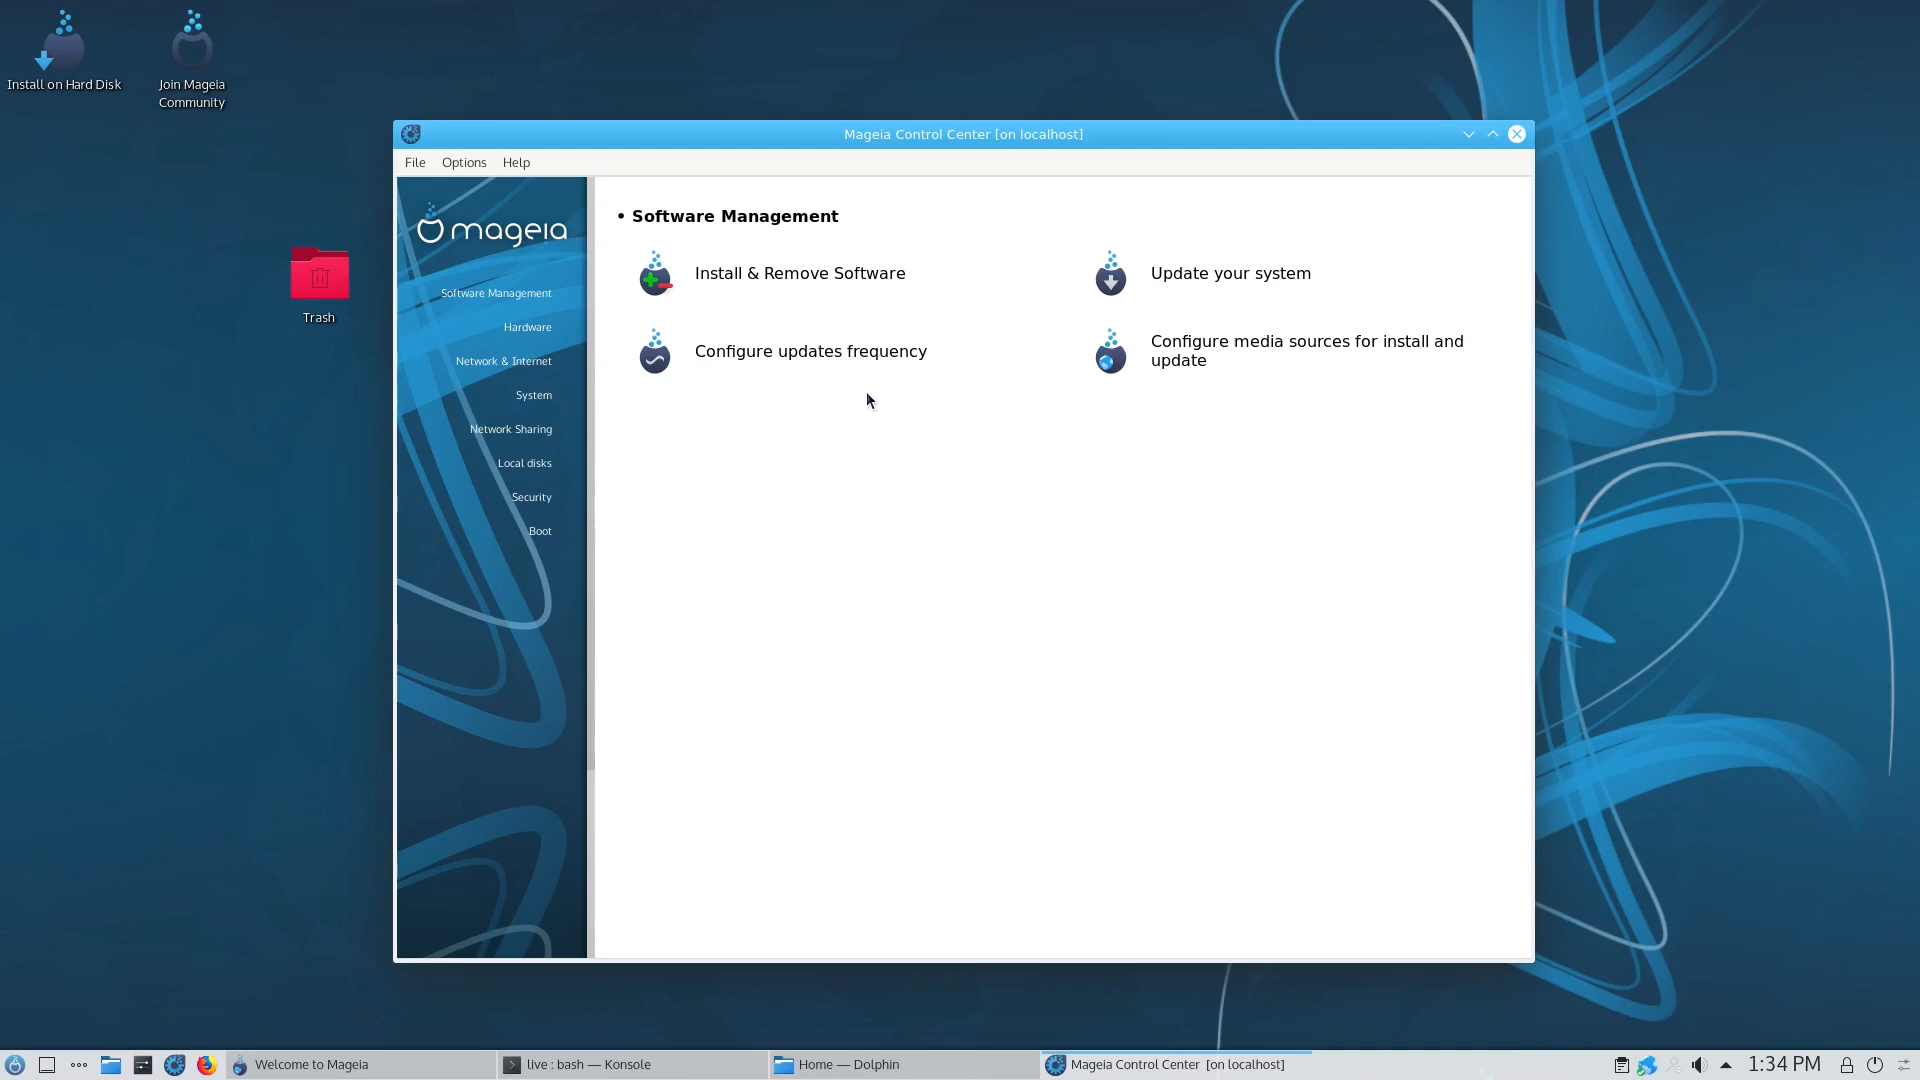 Install on Hard Disk
Join Mageia
Community
Trash
Mageia Control Center [on localhost]
File Options Help
mageia
Software Management
Hardware
Network & Internet
System
Network Sharing
Local disks
Security
Boot
• Software Management
Install & Remove Software
Update your system
Configure updates frequency
Configure media sources for install and
update
Welcome to Mageia
live : bash — Konsole
Home — Dolphin
Mageia Control Center [on localhost]
1:34 PM